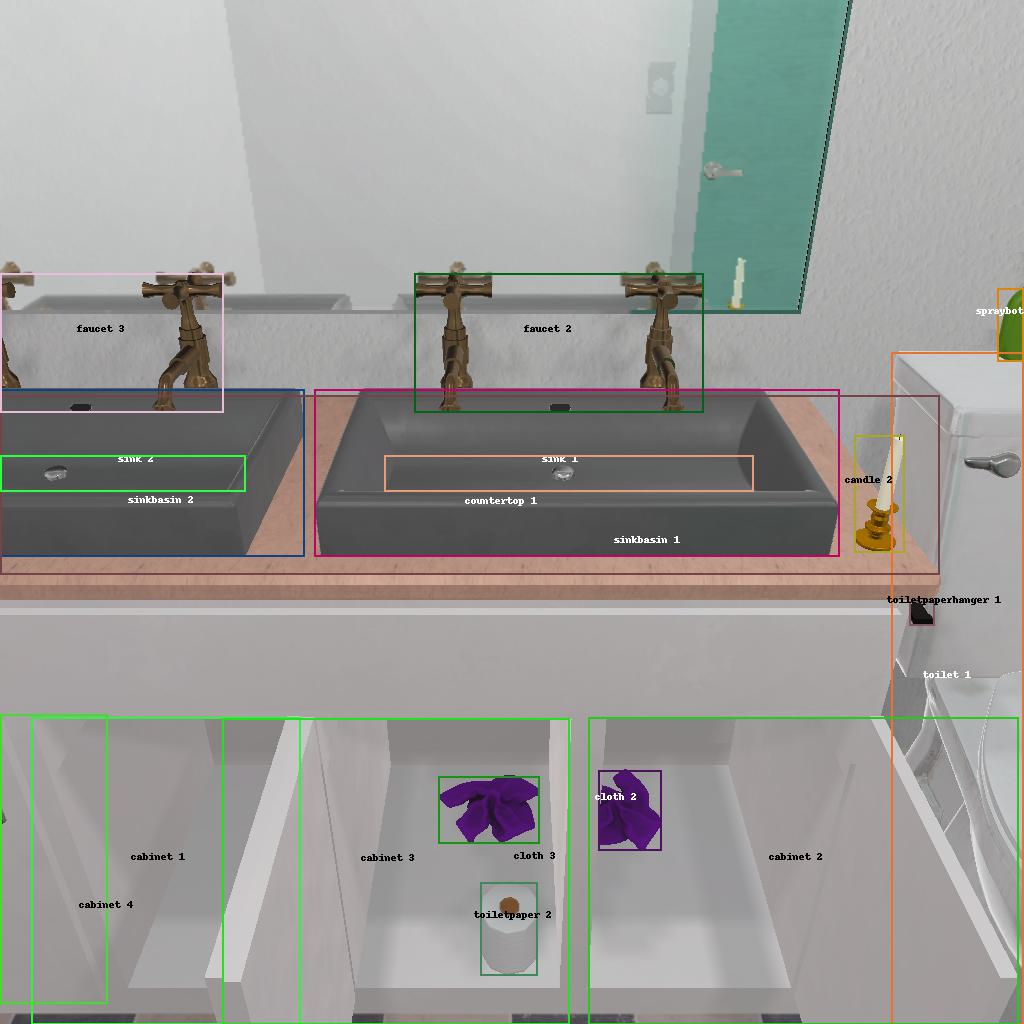 spraybot
faucet 3
faucet 2
sink 2
sink 1
candle 2
sinkbasin 2
countertop 1
sinkbasin 1
toiletpaperhanger 1
toilet 1
cloth 2
cabinet 1
cabinet 3
cloth 3
cabinet 2
cabinet 4
toiletpaper 2